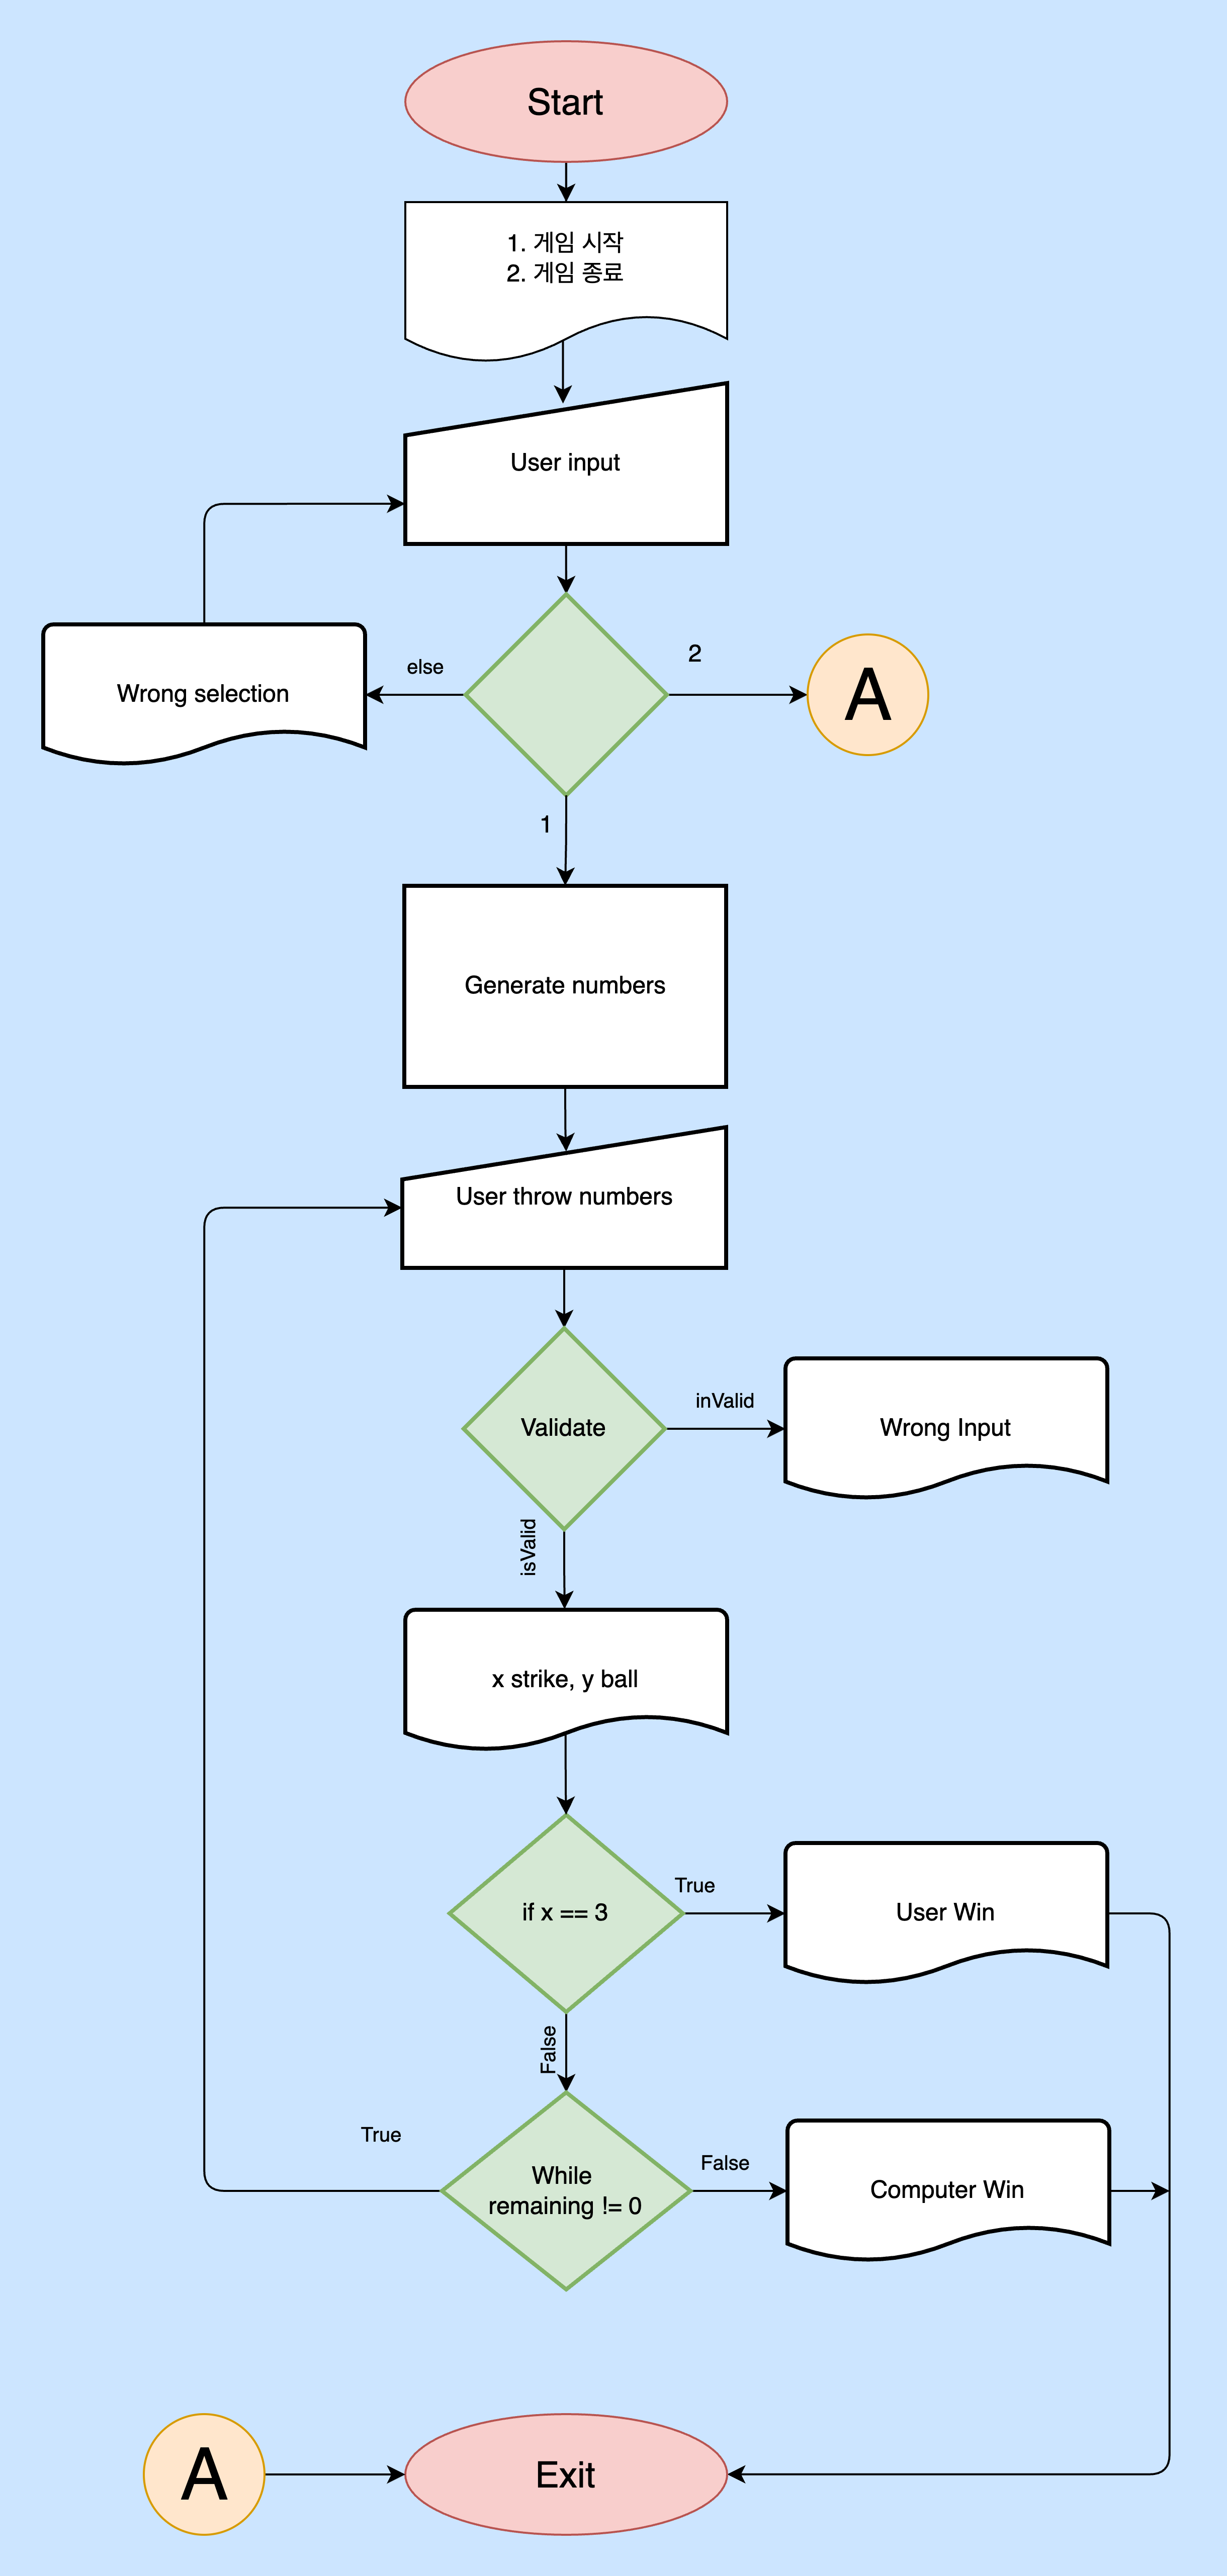 Start
1. 게임 시작
2. 게임 종료
User input
else
2
Wrong selection
A
1
Generate numbers
User throw numbers
inValid
Validate
Wrong Input
isValid
x strike, y ball
True
if x == 3
User Win
False
True
False
While
remaining != 0
Computer Win
A
Exit